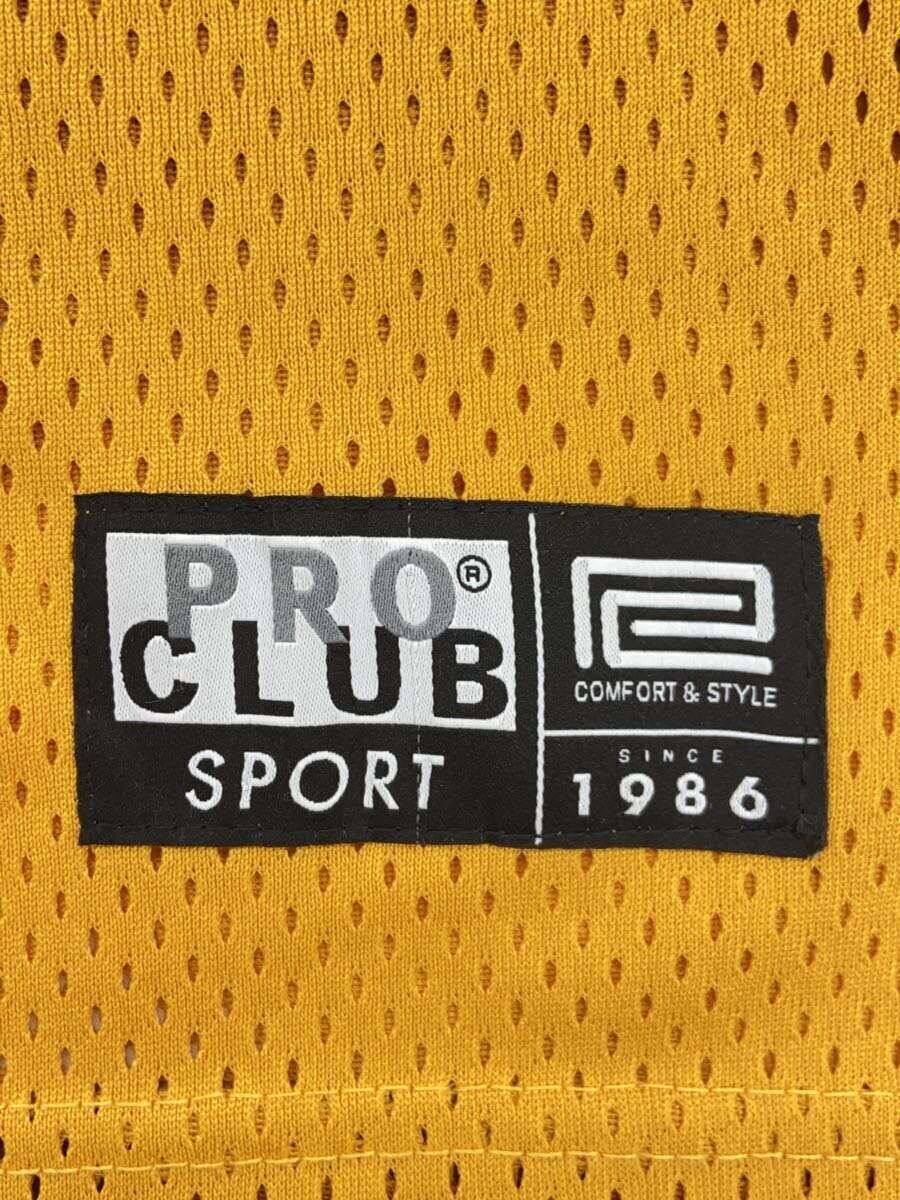 PRO®
CLUB
SPORT
COMFORT & STYLE
SINCE
1986